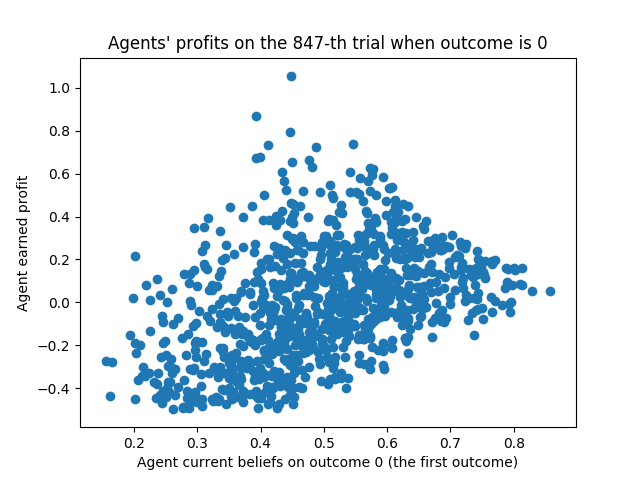 Agents' profits on the 847-th trial when outcome is 0
1.0
0.8
0.6
0.4
0.2
0.0
−0.2
−0.4
Agent earned profit
0.2 0.3 0.4 0.5 0.6 0.7 0.8
Agent current beliefs on outcome 0 (the first outcome)